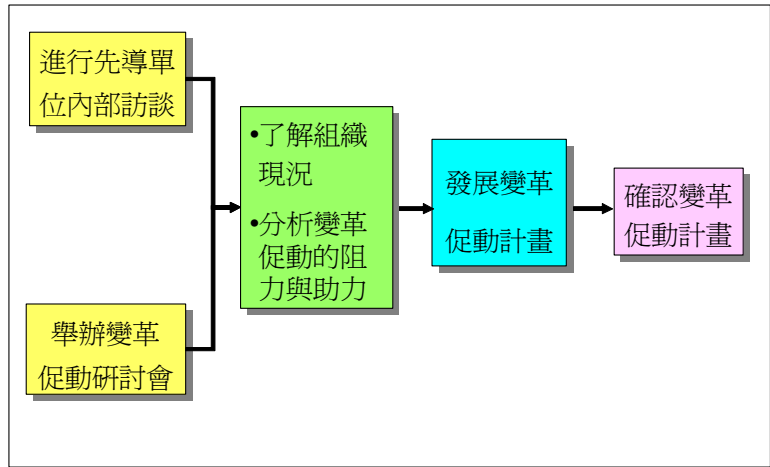 進行先導單
位內部訪談
舉辦變革
促動研討會
•了解組織
現況
•分析變革
促動的阻
力與助力
發展變革
促動計畫
確認變革
促動計畫